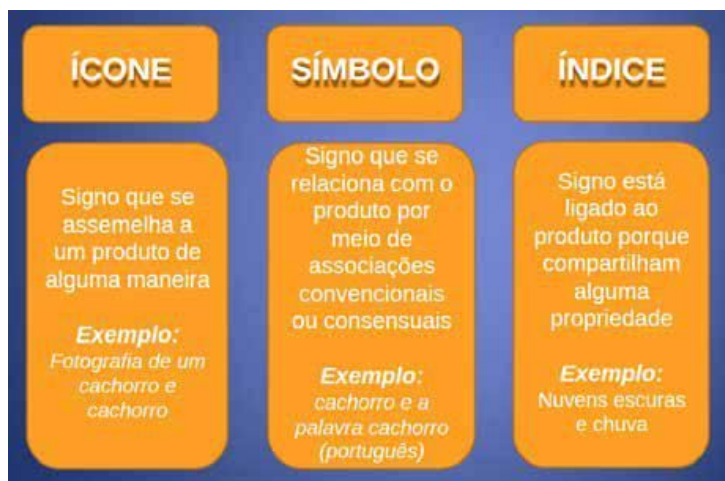 ÍCONE
SÍMBOLO
ÍNDICE
Signo que se
assemelha a
um produto de
alguma maneira
Exemplo:
Fotografia de um
cachorro e
cachorro
Signo que se
relaciona com o
produto por
meio de
associações
convencionais
ou consensuais
Exemplo:
cachorro e a
palavra cachorro
(português)
Signo está
ligado ao
produto porque
compartilham
alguma
propriedade
Exemplo:
Nuvens escuras
e chuva